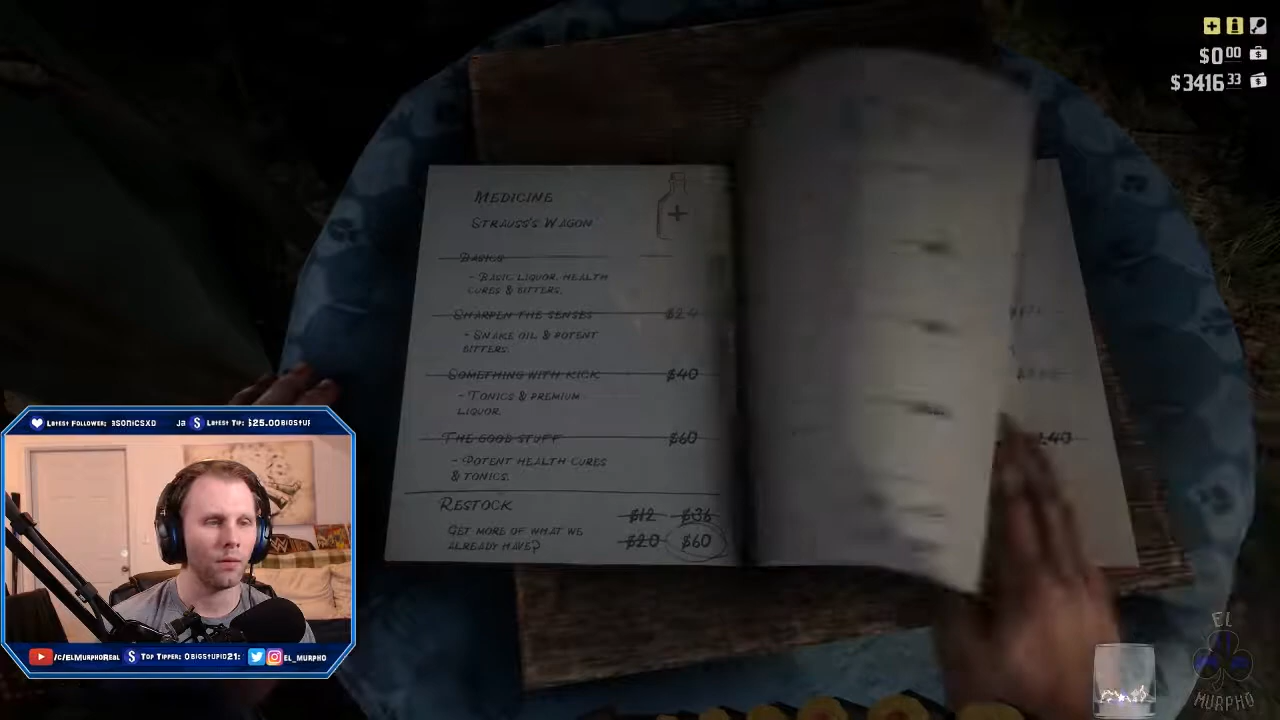 $0 00
$3416 33
MEDICINE
STRAUSS'S WAGON
BASICS
- BASIC LIQUOR, HEALTH
CURES & BITTERS.
SHARPEN THE SENSES $24
- SNAKE OIL & POTENT
BITTERS.
SOMETHING WITH KICK $40
- TONICS & PREMIUM
LIQUOR.
THE GOOD STUFF $60
- POTENT HEALTH CURES
& TONICS.
RESTOCK
$12 $36
GET MORE OF WHAT WE
ALREADY HAVE?
$20 $60
LATEST FOLLOWER: 3SONICSXD
LATEST TIP: $25.00
/C/ELMURPHOREAL
TOP TIPPER: 0BIGSTUPID21:
EL_MURPHO
EL
MURPHO